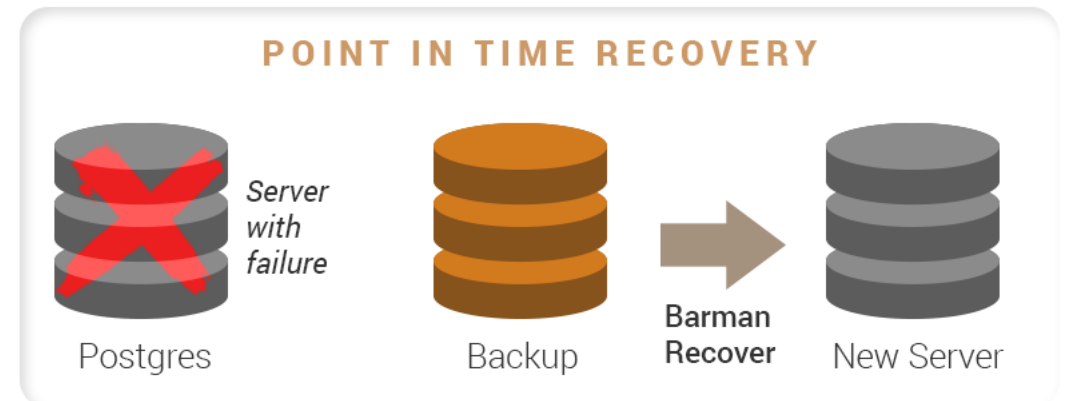 POINT IN TIME RECOVERY
Server
with
failure
Barman
Recover
Postgres
Backup
New Server